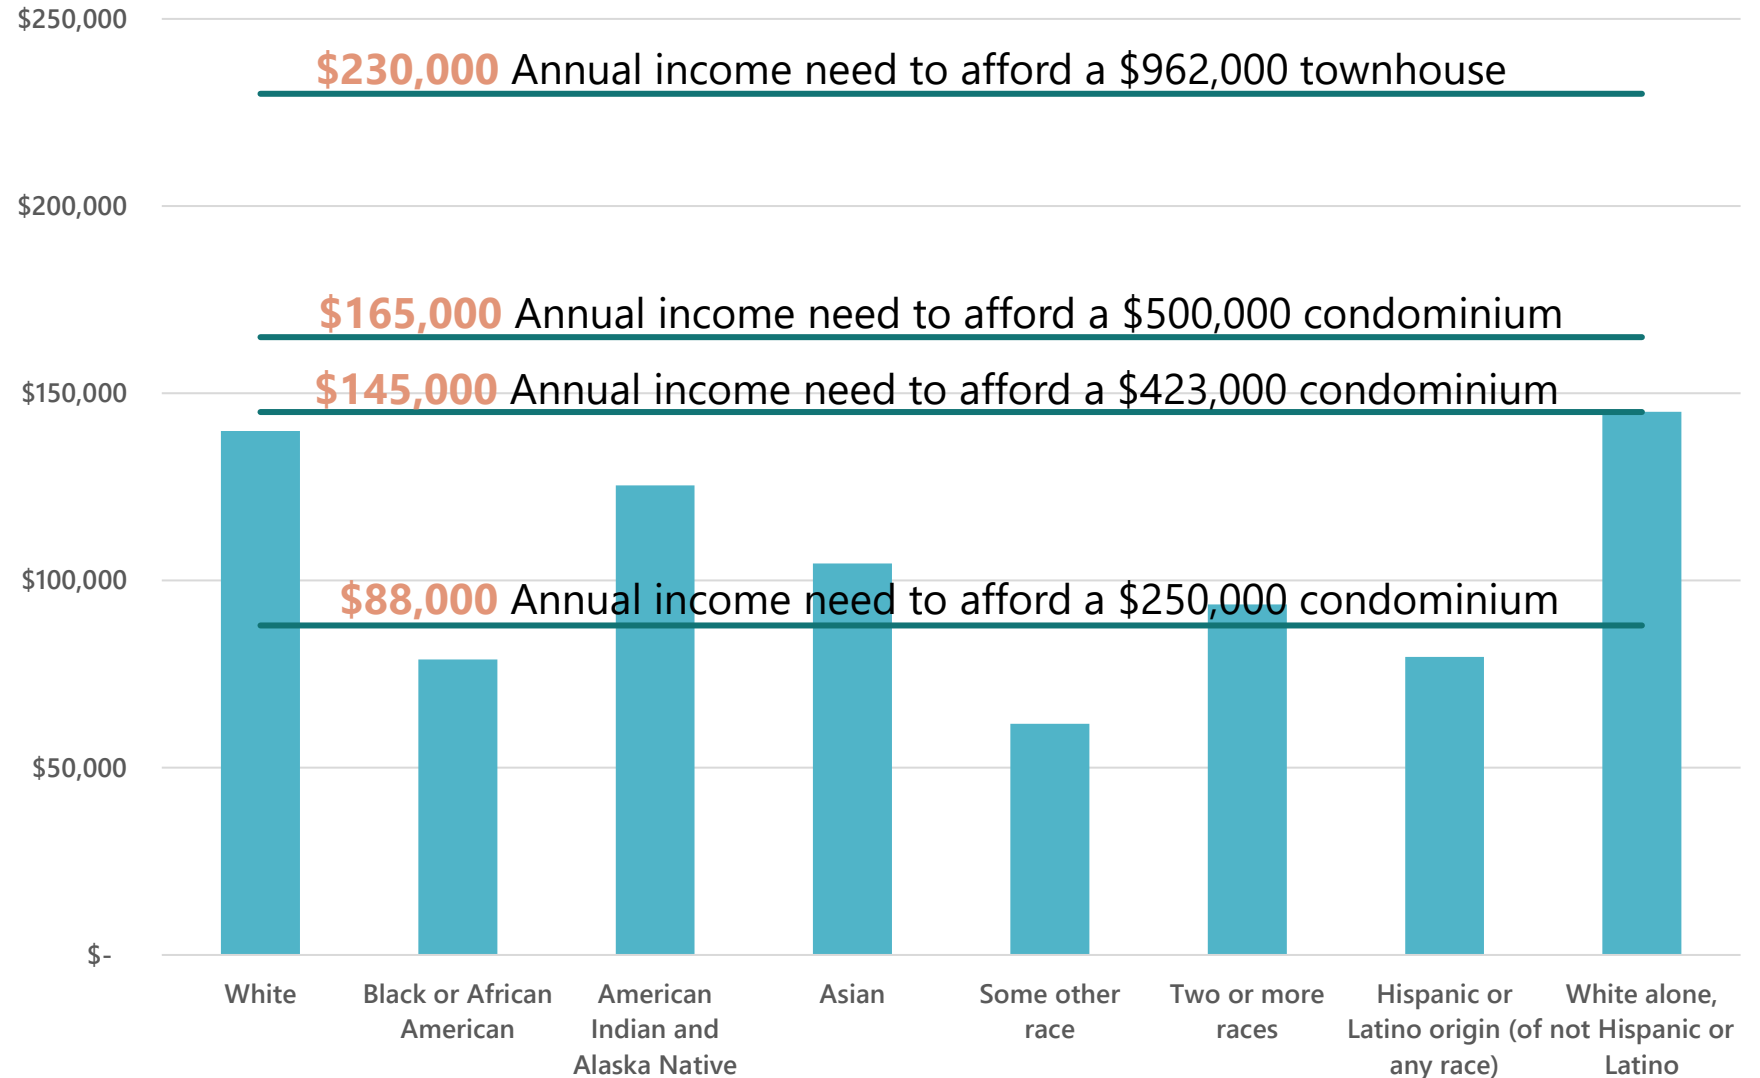 $250,000
$230,000 Annual income need to afford a $962,000 townhouse
$200,000
$165,000 Annual income need to afford a $500,000 condominium
$150,000
$145,000 Annual income need to afford a $423,000 condominium
$100,000
$88,000 Annual income need to afford a $250,000 condominium
$50,000
$-
White
Black or African
American
American
Indian and
Alaska Native
Asian
Some other
race
Two or more
races
Hispanic or
Latino origin (of
any race)
White alone,
not Hispanic or
Latino